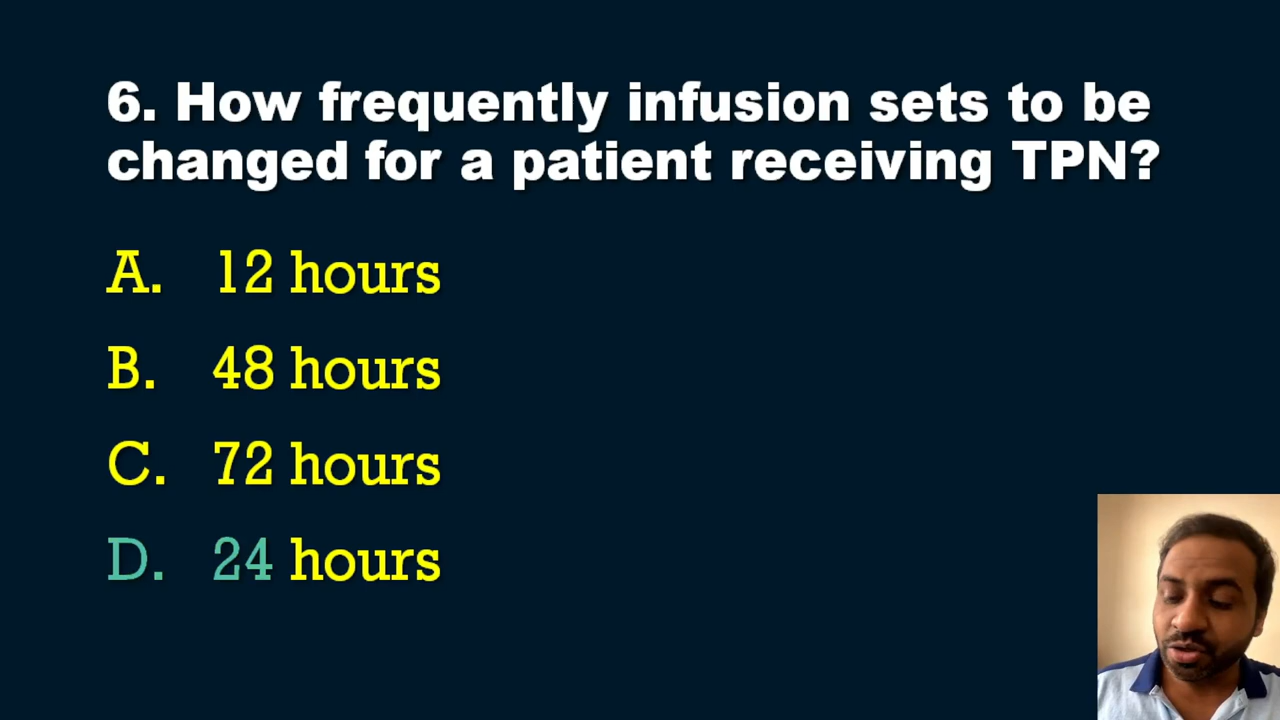 6. How frequently infusion sets to be
changed for a patient receiving TPN?
A. 12 hours
B. 48 hours
C. 72 hours
D. 24 hours